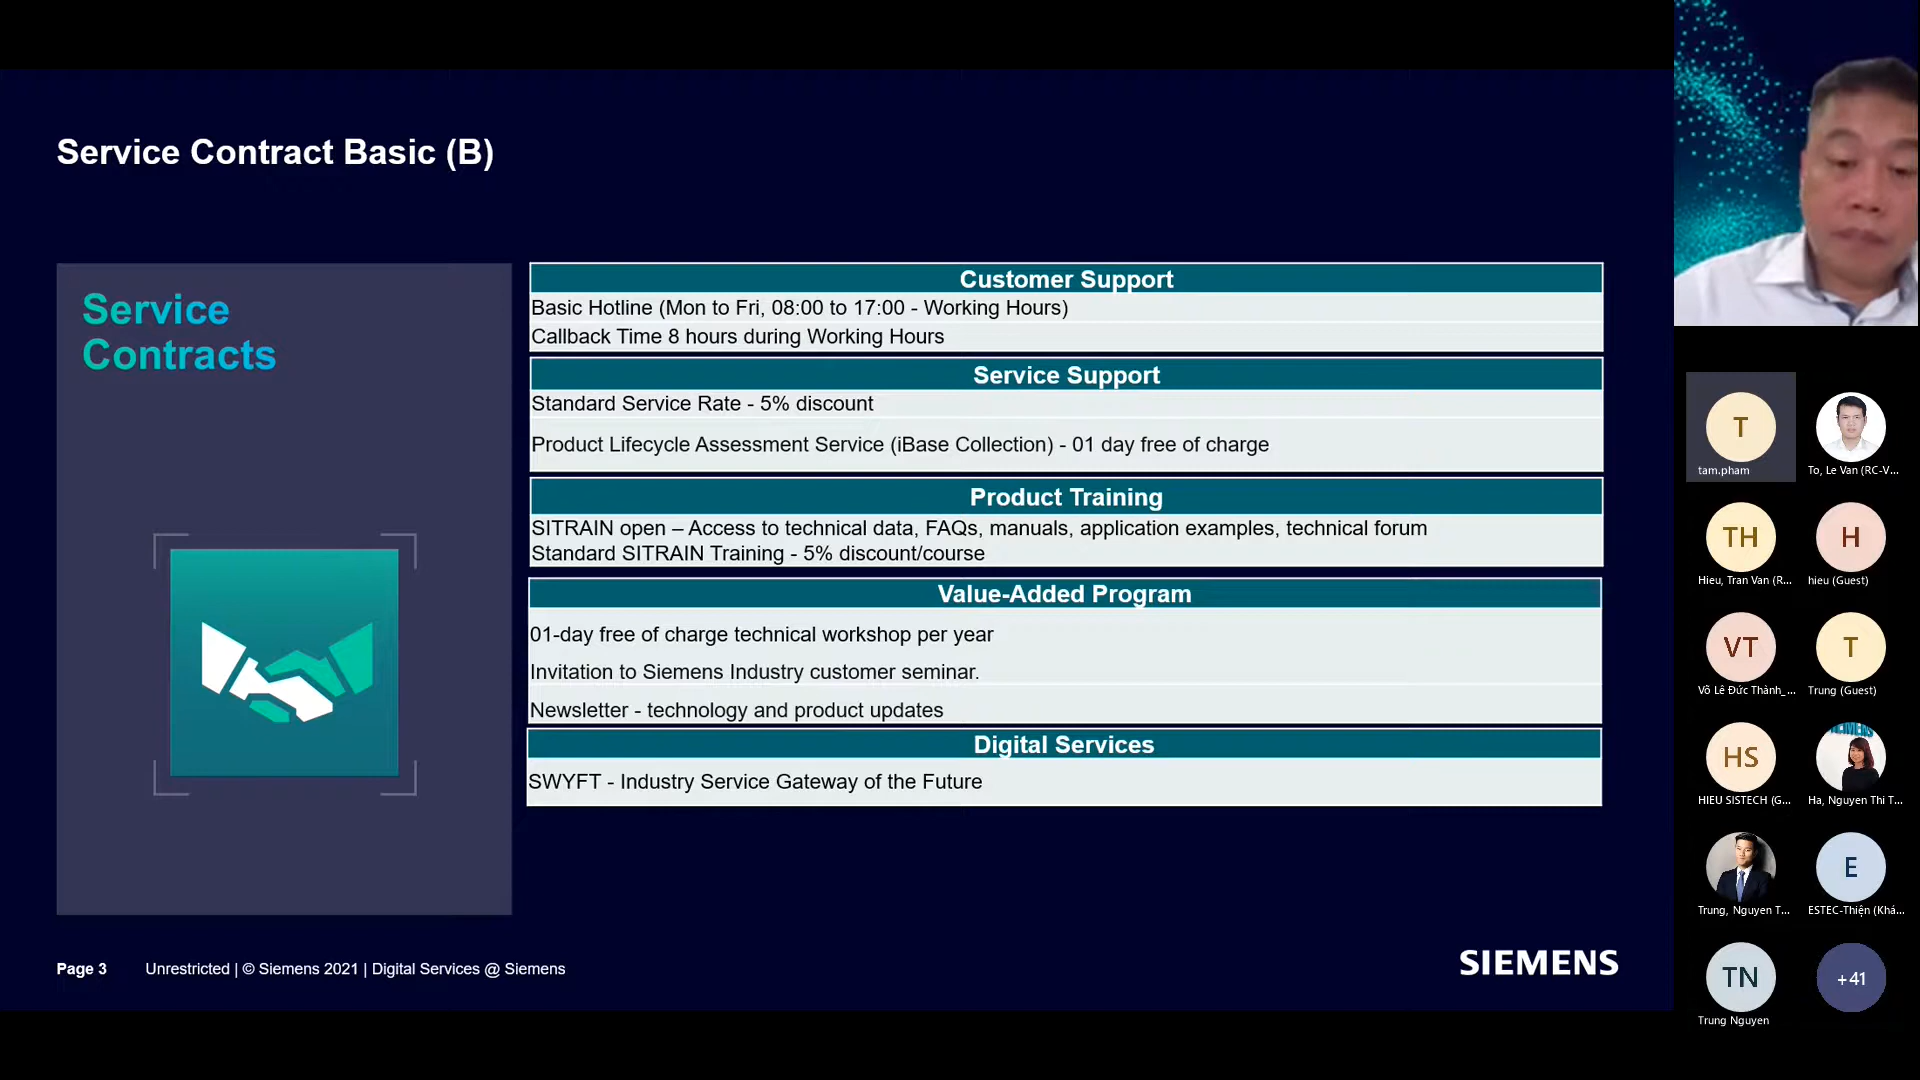 Service Contract Basic (B)
Service
Contracts
Customer Support
Basic Hotline (Mon to Fri, 08:00 to 17:00 - Working Hours)
Callback Time 8 hours during Working Hours
Service Support
Standard Service Rate - 5% discount
Product Lifecycle Assessment Service (iBase Collection) - 01 day free of charge
Product Training
SITRAIN open – Access to technical data, FAQs, manuals, application examples, technical forum
Standard SITRAIN Training - 5% discount/course
Value-Added Program
01-day free of charge technical workshop per year
Invitation to Siemens Industry customer seminar.
Newsletter - technology and product updates
Digital Services
SWYFT - Industry Service Gateway of the Future
Page 3 Unrestricted | © Siemens 2021 | Digital Services @ Siemens
SIEMENS
T
tam.pham
To, Le Van (RC-V...
TH
Hieu, Tran Van (R...
H
hieu (Guest)
VT
Võ Lê Đức Thành_...
T
Trung (Guest)
HS
HIEU SISTECH (G...
SIEMENS
Ha, Nguyen Thi T...
Trung, Nguyen T...
E
ESTEC-Thiện (Khá...
TN
Trung Nguyen
+41